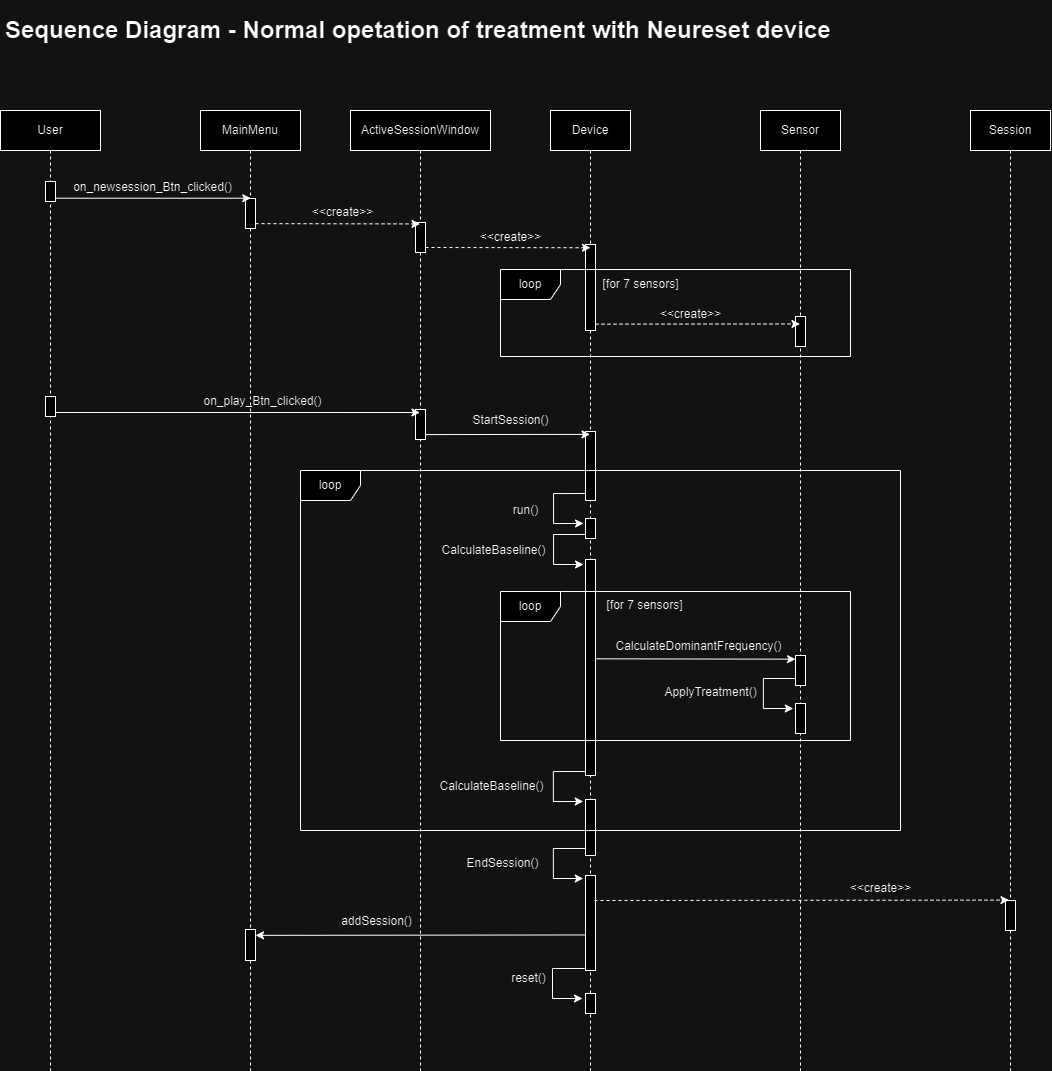 Sequence Diagram - Normal opetation of treatment with Neureset device
User
MainMenu
ActiveSessionWindow
Device
Sensor
Session
on_newsession_Btn_clicked()
<<create>>
<<create>>
loop
[for 7 sensors]
<<create>>
on_play_Btn_clicked()
StartSession()
loop
run()
CalculateBaseline()
loop
[for 7 sensors]
CalculateDominantFrequency()
ApplyTreatment()
CalculateBaseline()
EndSession()
<<create>>
addSession()
reset()